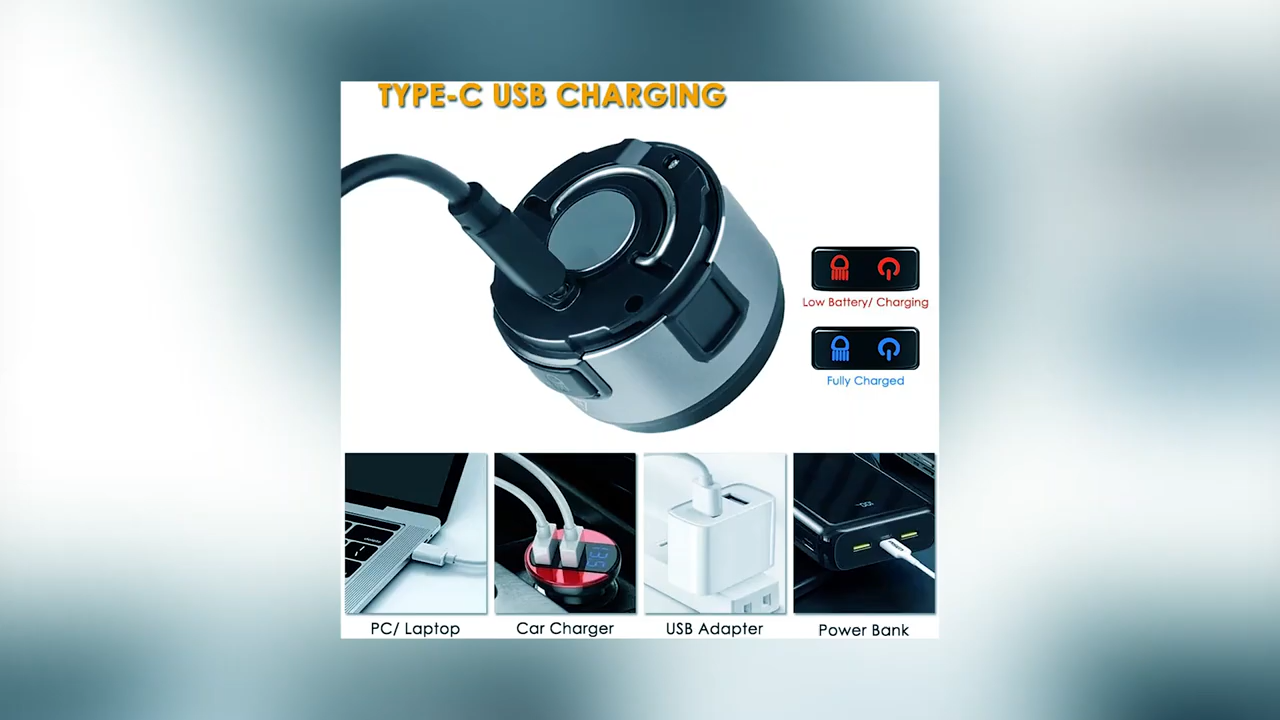 TYPE-C USB CHARGING
Low Battery/ Charging
Fully Charged
PC/ Laptop
Car Charger
USB Adapter
Power Bank